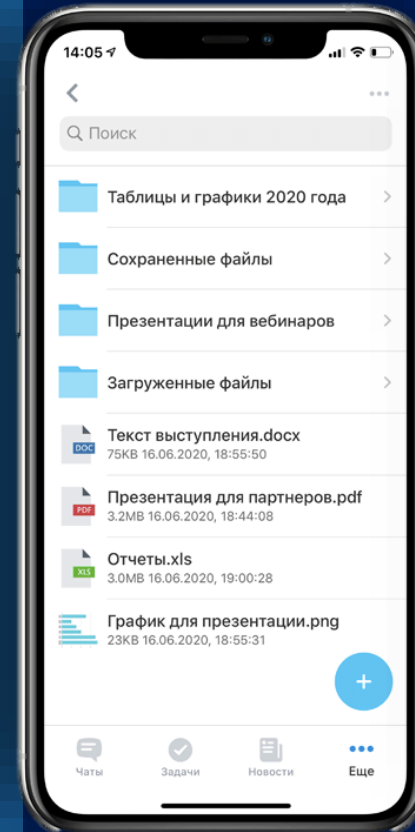 14:05
Поиск
Таблицы и графики 2020 года
Сохраненные файлы
Презентации для вебинаров
Загруженные файлы
DOC
Текст выступления.docx
75KB 16.06.2020, 18:55:50
PDF
Презентация для партнеров.pdf
3.2MB 16.06.2020, 18:44:08
XLS
Отчеты.xls
3.0MB 16.06.2020, 19:00:28
График для презентации.png
23KB 16.06.2020, 18:55:31
Чаты
Задачи
Новости
Еще